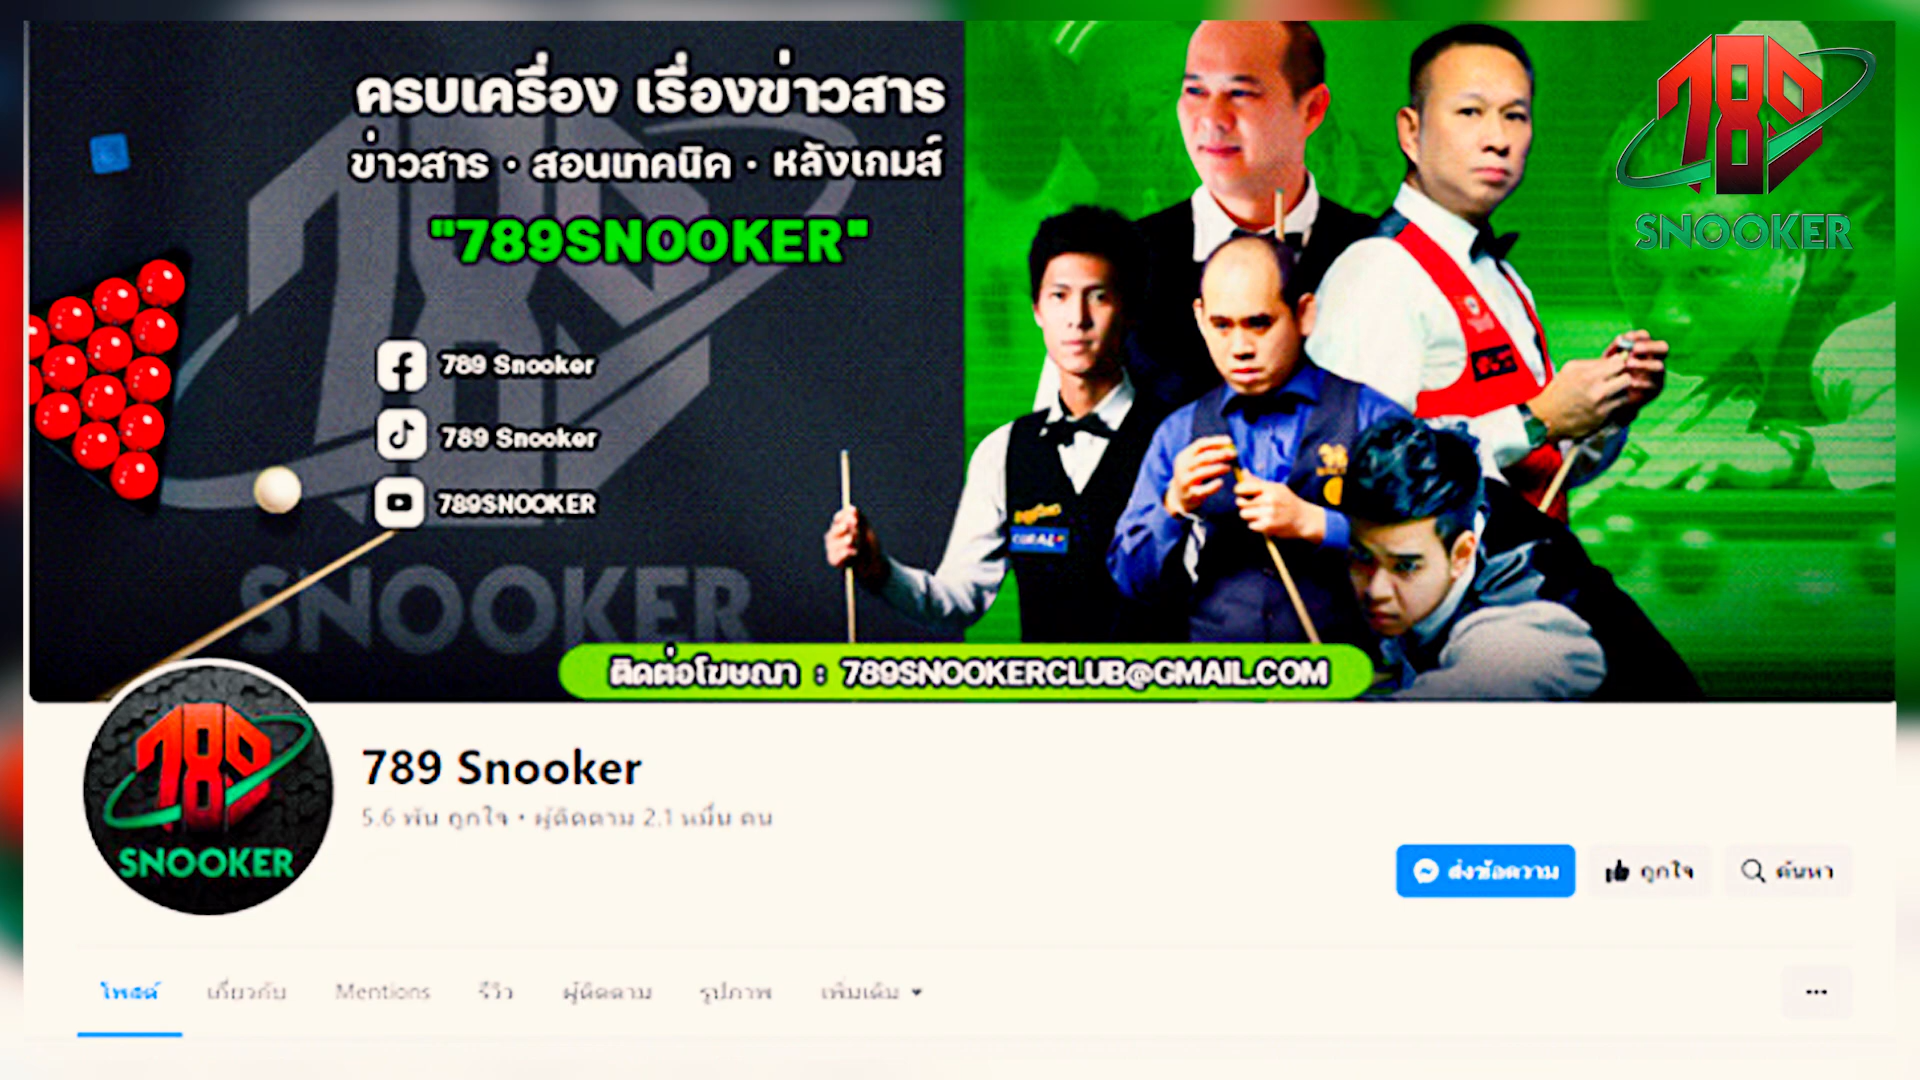 ครบเครื่อง เรื่องข่าวสาร
ข่าวสาร · สอนเทคนิค · หลังเกมส์
"789SNOOKER"
789 SNOOKER
789 Snooker
789 Snooker
789SNOOKER
SNOOKER
CORAL
ติดต่อโฆษณา : 789SNOOKERCLUB@GMAIL.COM
789 SNOOKER
789 Snooker
5.6 พัน ถูกใจ • ผู้ติดตาม 2.1 หมื่น คน
ส่งข้อความ
ถูกใจ
ค้นหา
โพสต์ เกี่ยวกับ Mentions รีวิว ผู้ติดตาม รูปภาพ เพิ่มเติม